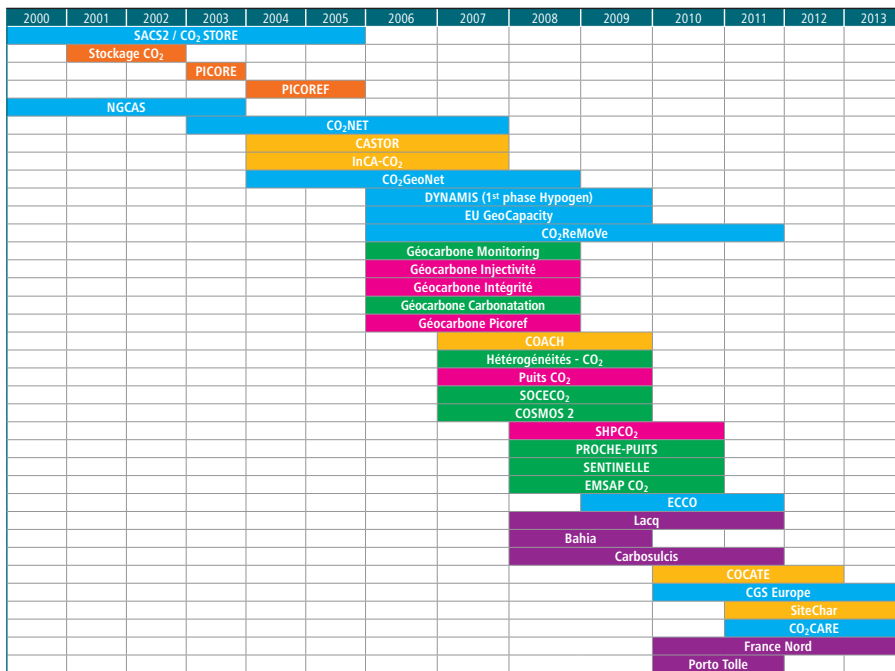 2000 2001 2002 2003 2004 2005 2006 2007 2008 2009 2010 2011 2012 2013
SACS2 / CO₂ STORE
Stockage CO₂
PICORE
PICOREF
NGCAS
CO₂NET
CASTOR
InCA-CO₂
CO₂GeoNet
DYNAMIS (1st phase Hypogen)
EU GeoCapacity
CO₂ReMoVe
Géocarbone Monitoring
Géocarbone Injectivité
Géocarbone Intégrité
Géocarbone Carbonatation
Géocarbone Picoref
COACH
Hétérogénéités - CO₂
Puits CO₂
SOCECO₂
COSMOS 2
SHPCO₂
PROCHE-PUITS
SENTINELLE
EMSAP CO₂
ECCO
Lacq
Bahia
Carbosulcis
COCATE
CGS Europe
SiteChar
CO₂CARE
France Nord
Porto Tolle